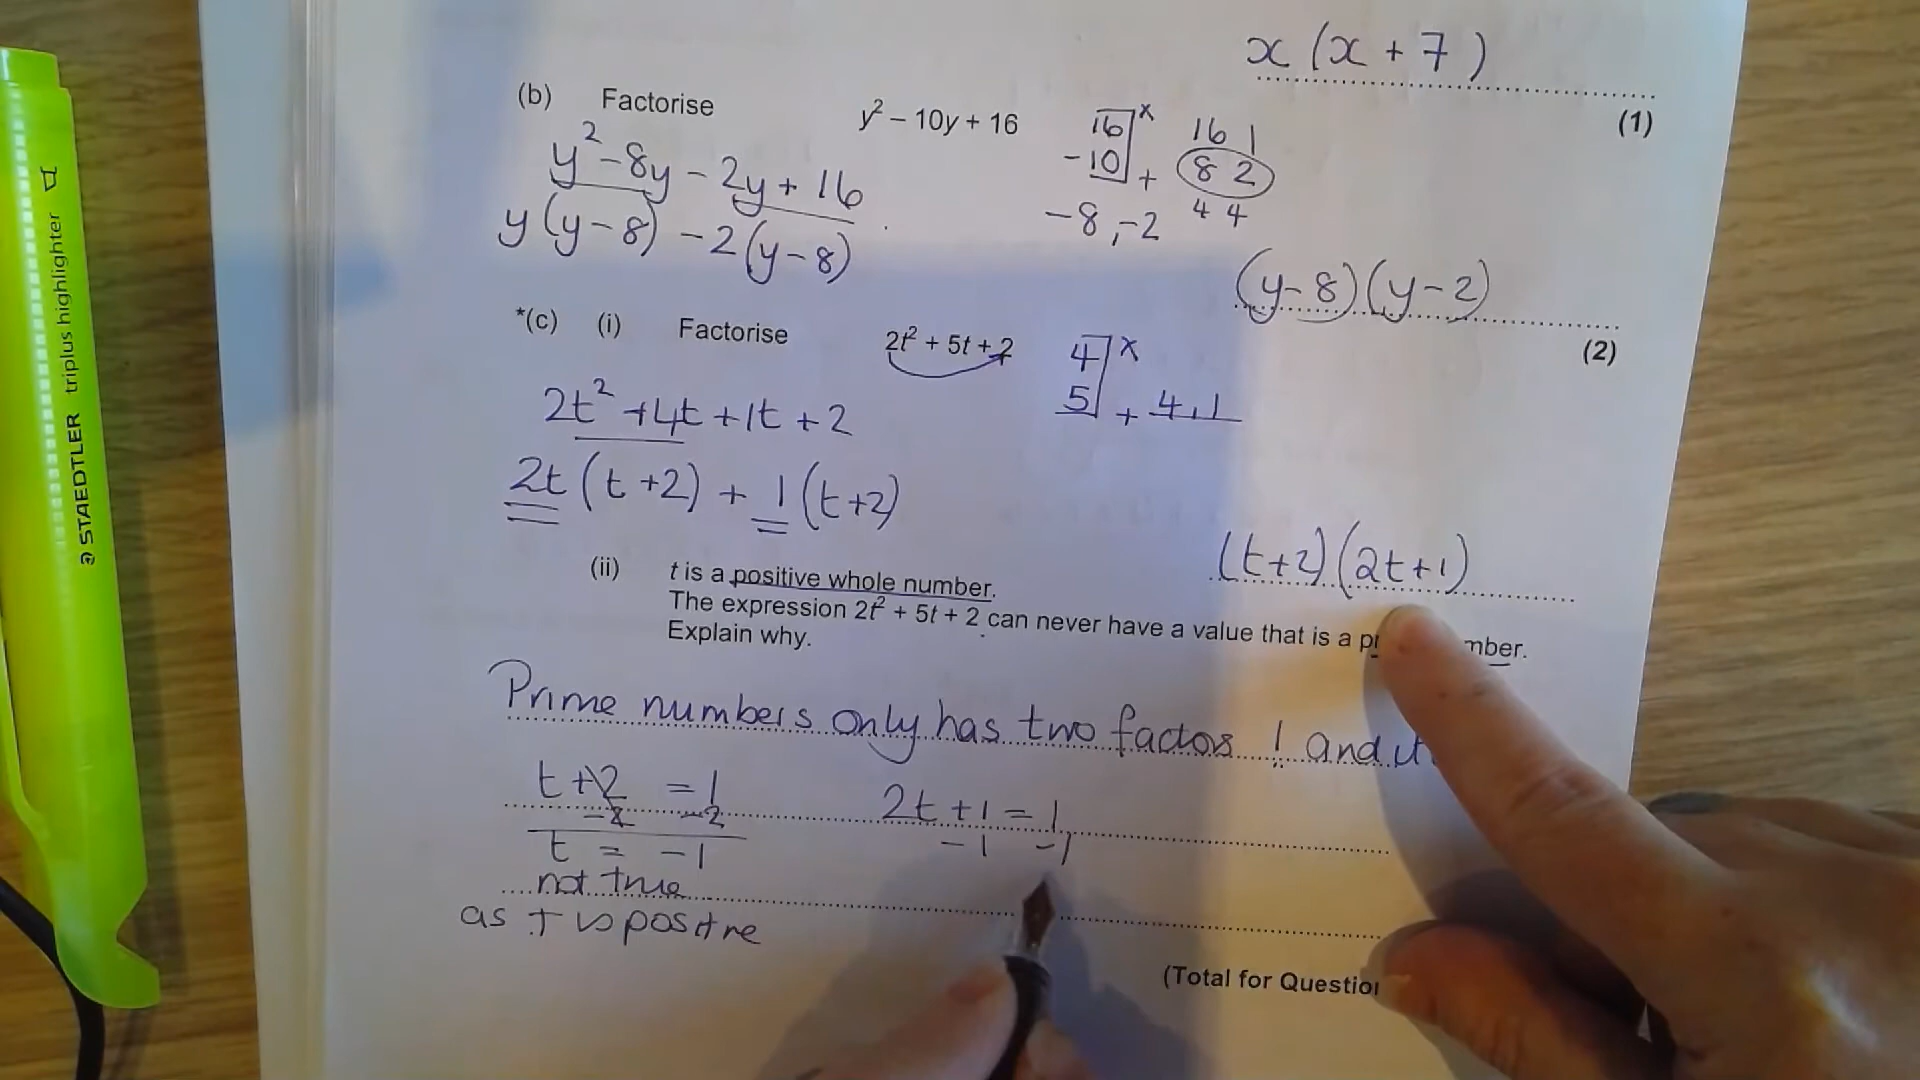 x(x+7)
(1)
(b) Factorise y² – 10y + 16
16 x 16 1
-10 + 8 2
-8,-2 4 4
y²-8y-2y+16
y(y-8) -2(y-8)
(y-8)(y-2)
(2)
*(c) (i) Factorise 2t² + 5t + 2
4 x
5 + 4,1
2t²+4t+1t+2
2t(t+2) + 1(t+2)
(t+2)(2t+1)
(ii) t is a positive whole number.
The expression 2t² + 5t + 2 can never have a value that is a mber.
Explain why.
Prime numbers only has two factors 1 and
t+2 = 1 2t+1=1
-2 -2 -1 -1
t = -1
not true
as t is positive
(Total for Question
STAEDTLER triplus highlighter